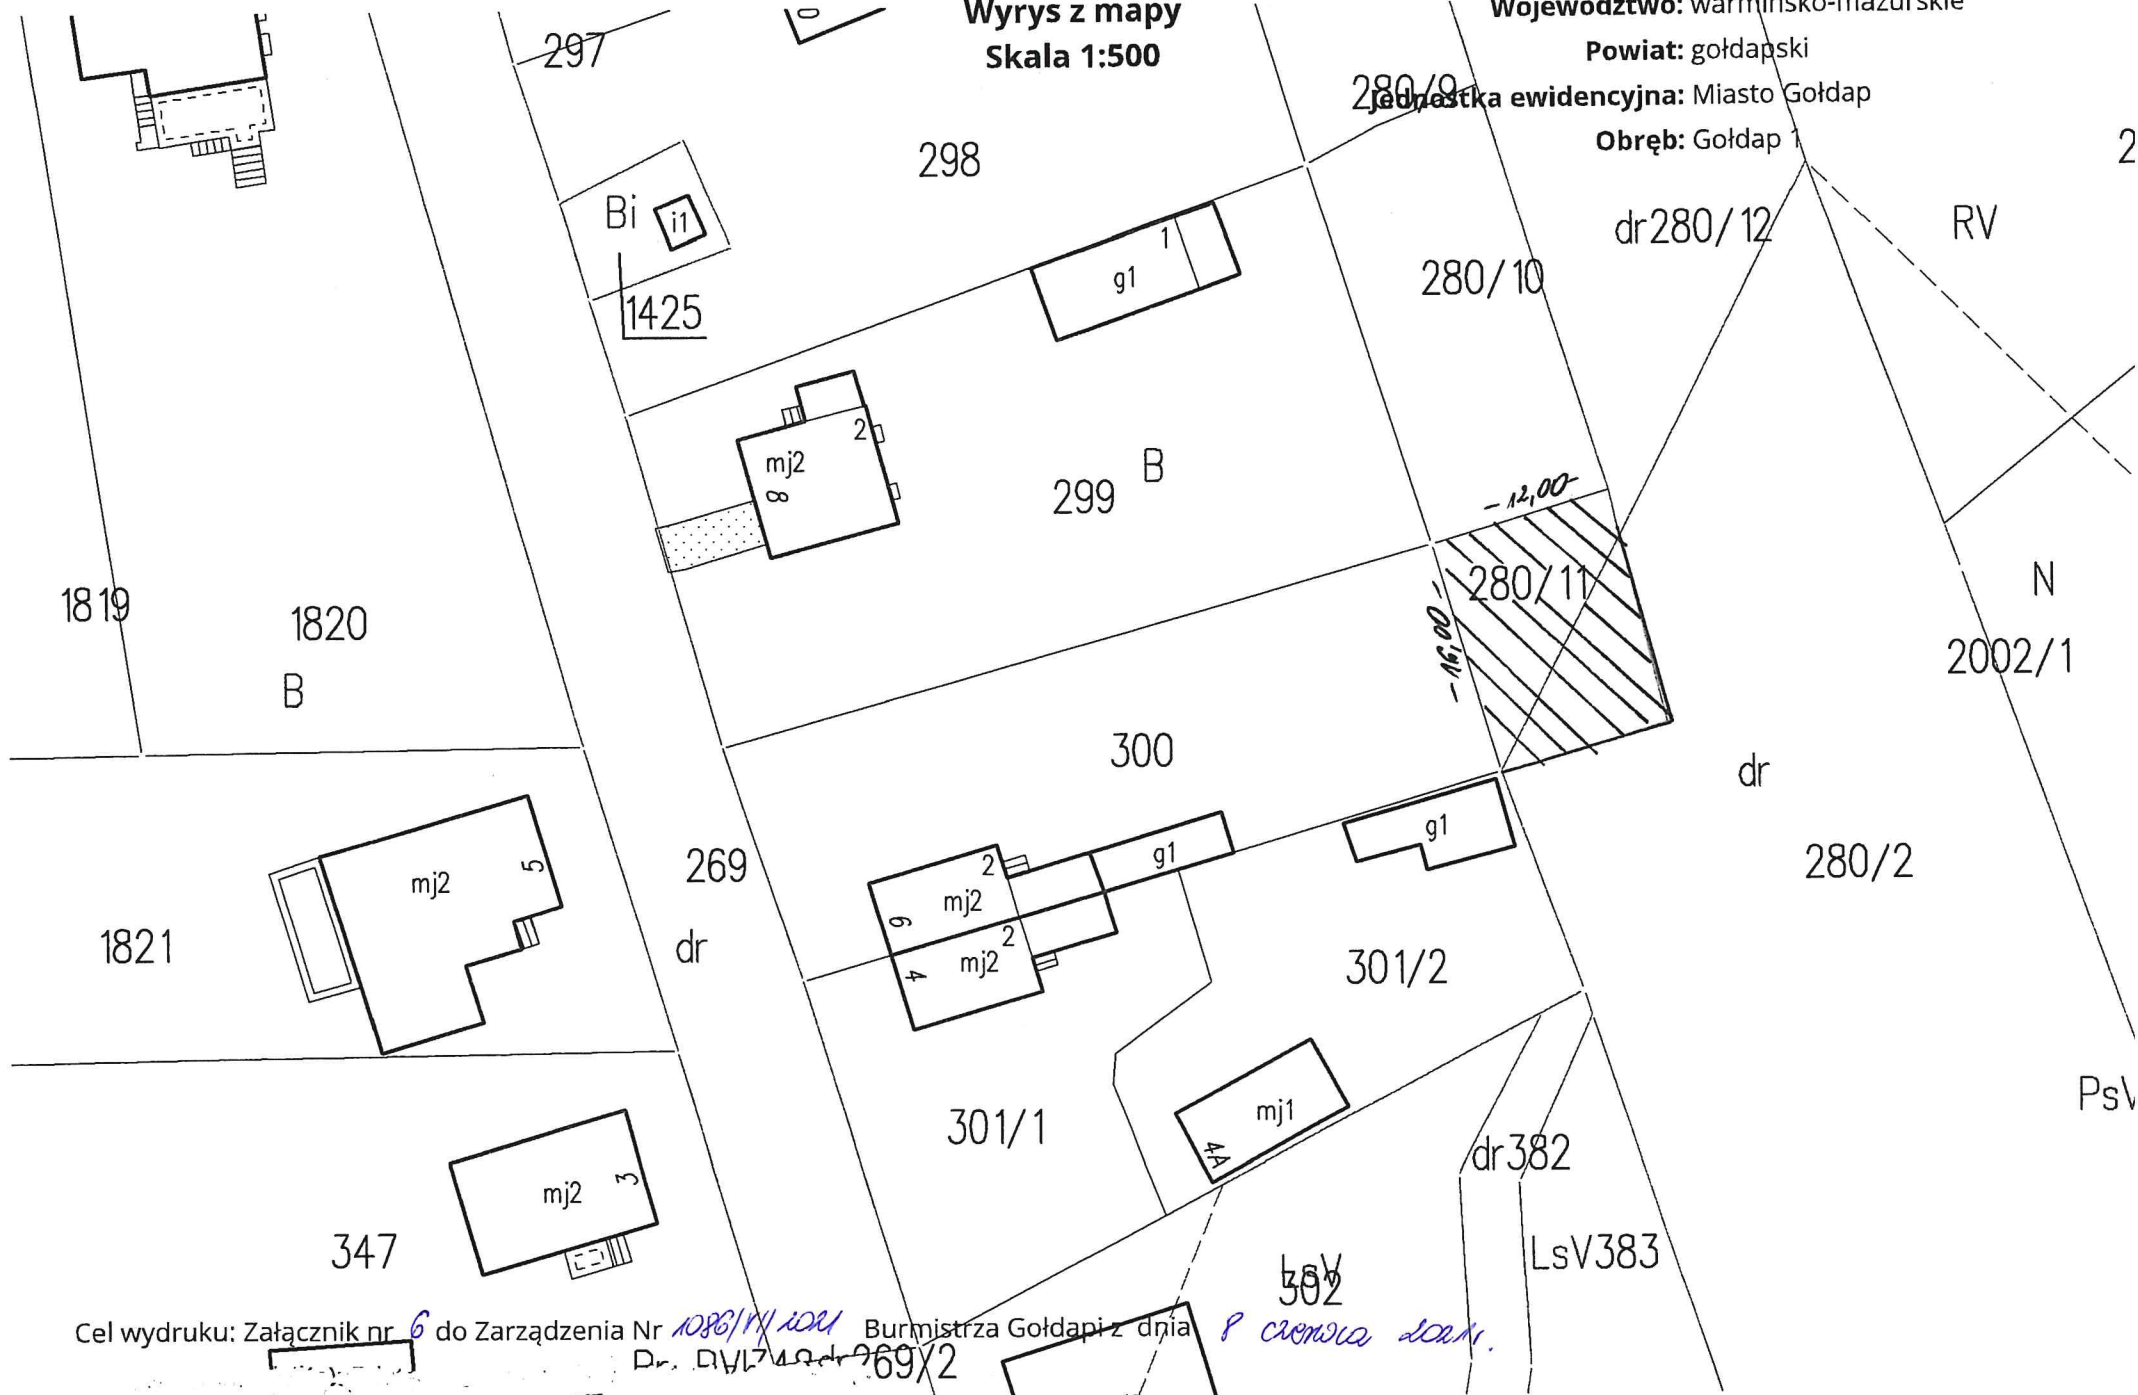 Wyrys z mapy
Skala 1:500
Województwo: warmińsko-mazurskie
Powiat: gołdapski
Jednostka ewidencyjna: Miasto Gołdap
Obręb: Gołdap 1
297
280/9
298
2
Bi
i1
1425
g1
1
280/10
dr280/12
RV
mj2
2
8
299
B
- 12,00 -
280/11
- 16,00 -
N
2002/1
1819
1820
B
300
dr
280/2
269
dr
mj2
5
1821
2
mj2
6
g1
g1
2
mj2
4
301/2
301/1
mj1
4A
PsV
dr382
mj2
3
347
LsV
302
LsV383
Cel wydruku: Załącznik nr 6 do Zarządzenia Nr 1086/VI/2021 Burmistrza Gołdapi z dnia 8 czerwca 2021r.
269/2